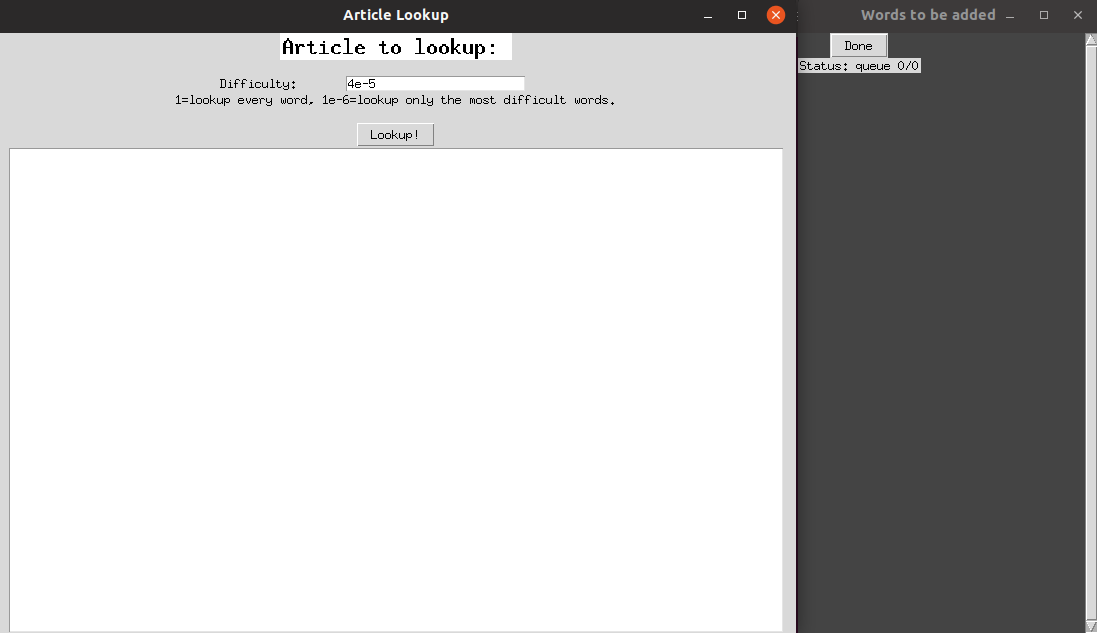 Article Lookup
Article to lookup:
Difficulty: 4e-5
1=lookup every word, 1e-6=lookup only the most difficult words.
Lookup!
Words to be added
Done
Status: queue 0/0